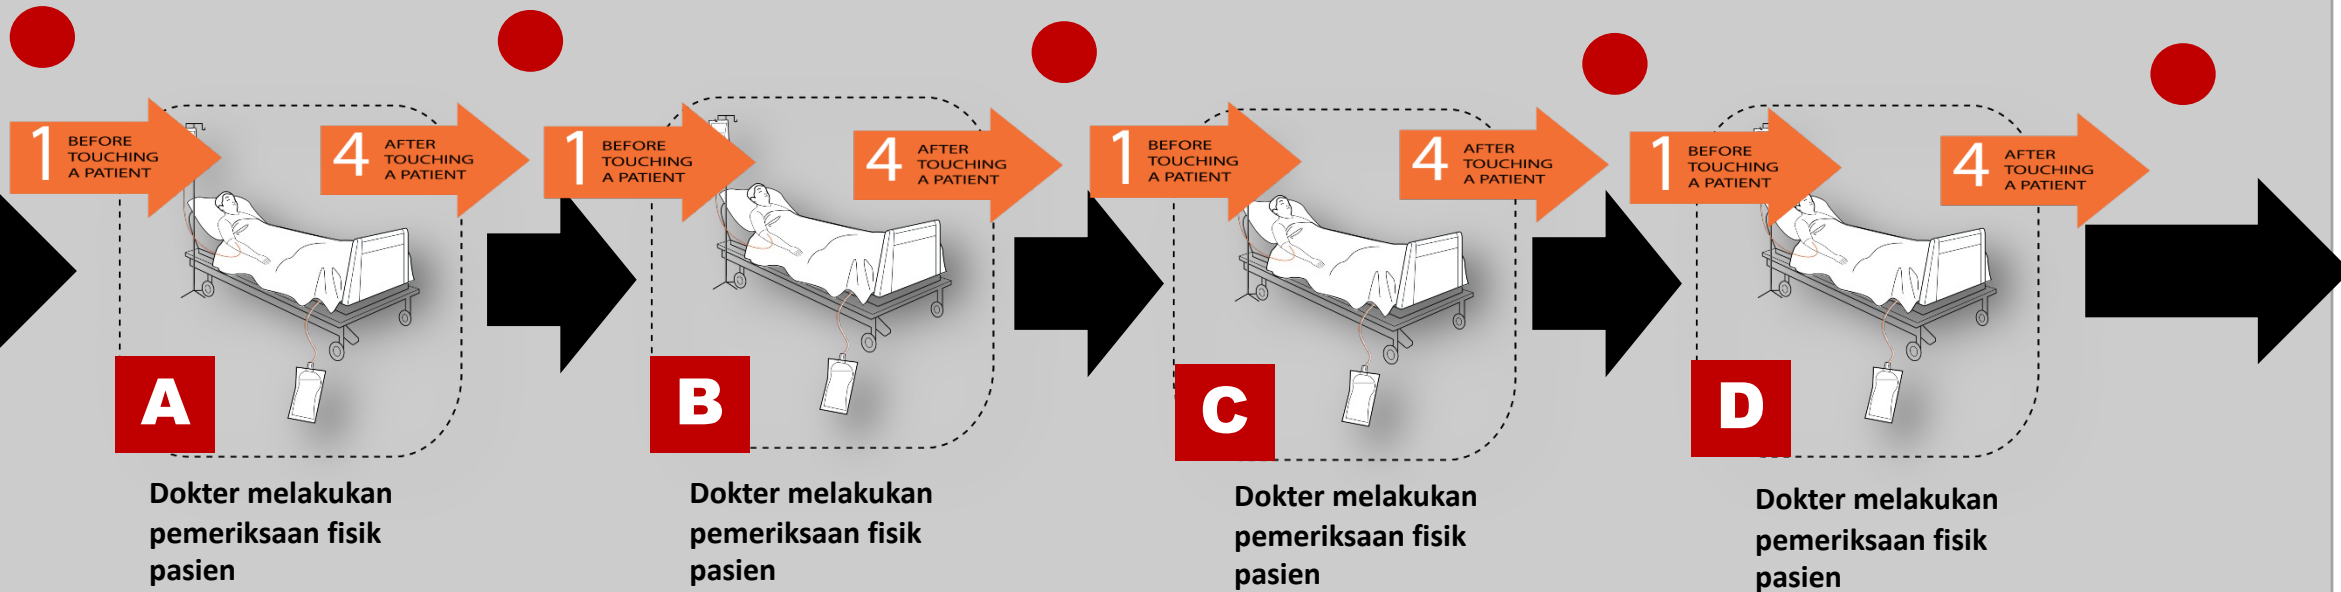 1
BEFORE
TOUCHING
A PATIENT
4
AFTER
TOUCHING
A PATIENT
A
Dokter melakukan
pemeriksaan fisik
pasien
1
BEFORE
TOUCHING
A PATIENT
4
AFTER
TOUCHING
A PATIENT
B
Dokter melakukan
pemeriksaan fisik
pasien
1
BEFORE
TOUCHING
A PATIENT
4
AFTER
TOUCHING
A PATIENT
C
Dokter melakukan
pemeriksaan fisik
pasien
1
BEFORE
TOUCHING
A PATIENT
4
AFTER
TOUCHING
A PATIENT
D
Dokter melakukan
pemeriksaan fisik
pasien